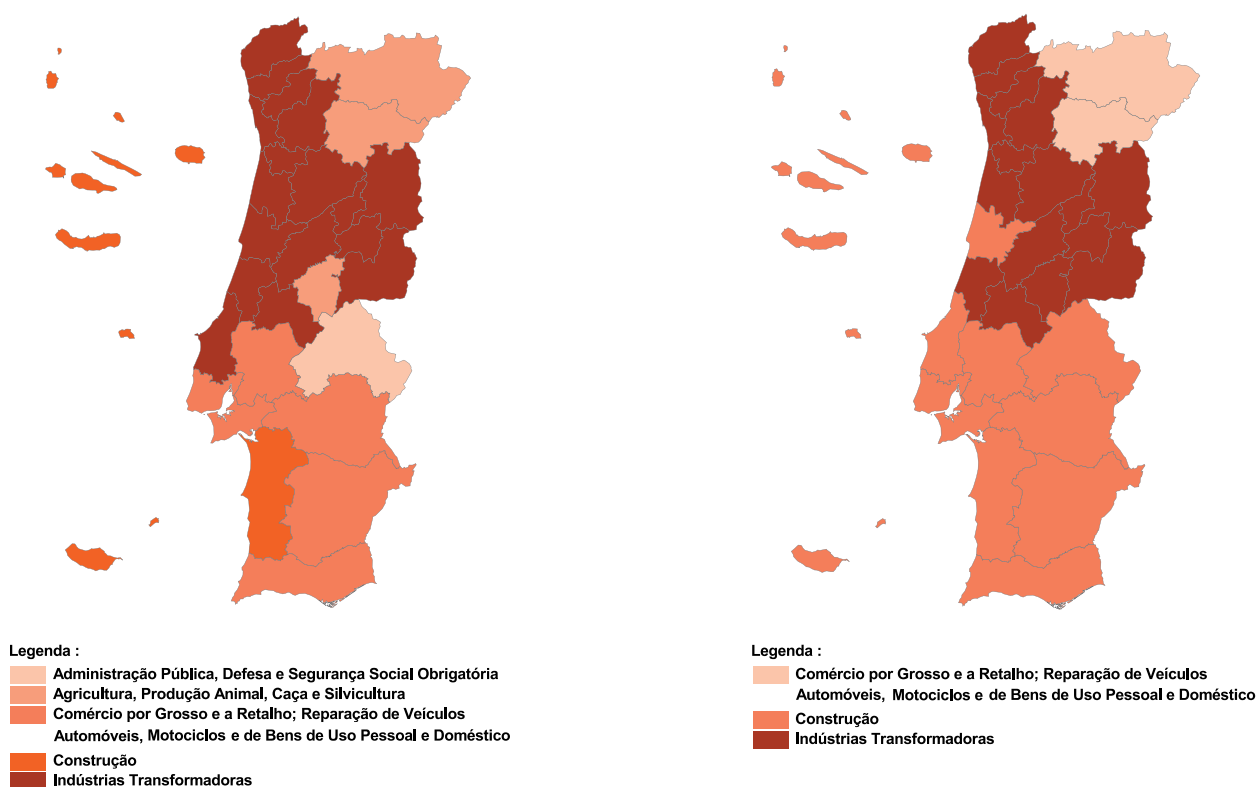 Legenda :
Administração Pública, Defesa e Segurança Social Obrigatória
Agricultura, Produção Animal, Caça e Silvicultura
Comércio por Grosso e a Retalho; Reparação de Veículos
Automóveis, Motociclos e de Bens de Uso Pessoal e Doméstico
Construção
Indústrias Transformadoras
Legenda :
Comércio por Grosso e a Retalho; Reparação de Veículos
Automóveis, Motociclos e de Bens de Uso Pessoal e Doméstico
Construção
Indústrias Transformadoras